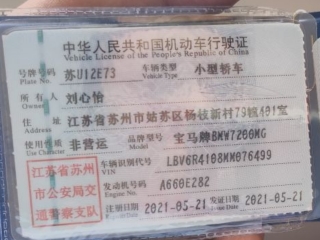 中华人民共和国机动车行驶证
Vehicle License of the People's Republic of China
号牌号码 苏U12E73 车辆类型 小型轿车
Plate No. Vehicle Type
所有人 刘心怡
Owner
住址 江苏省苏州市姑苏区杨枝新村79幢401室
Address
使用性质 非营运 品牌型号 宝马牌BMW7200MG
Use Character Model
江苏省苏州市公安局交通警察支队
车辆识别代号 LBV6R4108MM076499
VIN
发动机号码 A660E282
Engine No.
注册日期 2021-05-21 发证日期 2021-05-21
Register Date Issue Date